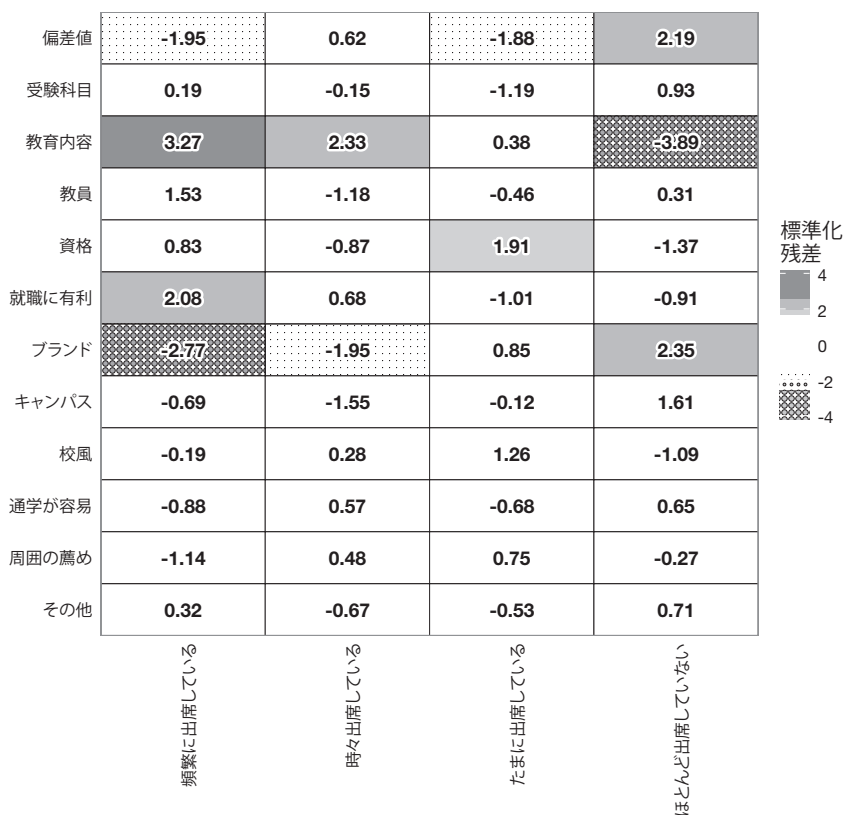 偏差値 -1.95 0.62 -1.88 2.19
受験科目 0.19 -0.15 -1.19 0.93
教育内容 3.27 2.33 0.38 -3.89
教員 1.53 -1.18 -0.46 0.31
資格 0.83 -0.87 1.91 -1.37
就職に有利 2.08 0.68 -1.01 -0.91
ブランド -2.77 -1.95 0.85 2.35
キャンパス -0.69 -1.55 -0.12 1.61
校風 -0.19 0.28 1.26 -1.09
通学が容易 -0.88 0.57 -0.68 0.65
周囲の薦め -1.14 0.48 0.75 -0.27
その他 0.32 -0.67 -0.53 0.71
頻繁に出席している
時々出席している
たまに出席している
ほとんど出席していない
標準化
残差
4
2
0
-2
-4